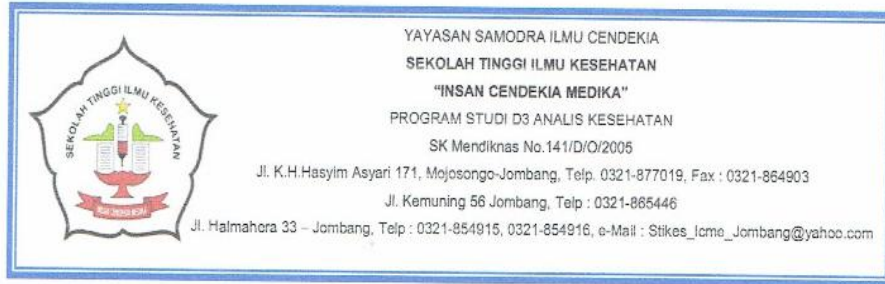 YAYASAN SAMODRA ILMU CENDEKIA
SEKOLAH TINGGI ILMU KESEHATAN
"INSAN CENDEKIA MEDIKA"
PROGRAM STUDI D3 ANALIS KESEHATAN
SK Mendiknas No.141/D/O/2005
Jl. K.H.Hasyim Asyari 171, Mojosongo-Jombang, Telp. 0321-877019, Fax : 0321-864903
Jl. Kemuning 56 Jombang, Telp : 0321-865446
Jl. Halmahera 33 – Jombang, Telp : 0321-854915, 0321-854916, e-Mail : Stikes_Icme_Jombang@yahoo.com
SEKOLAH TINGGI ILMU KESEHATAN